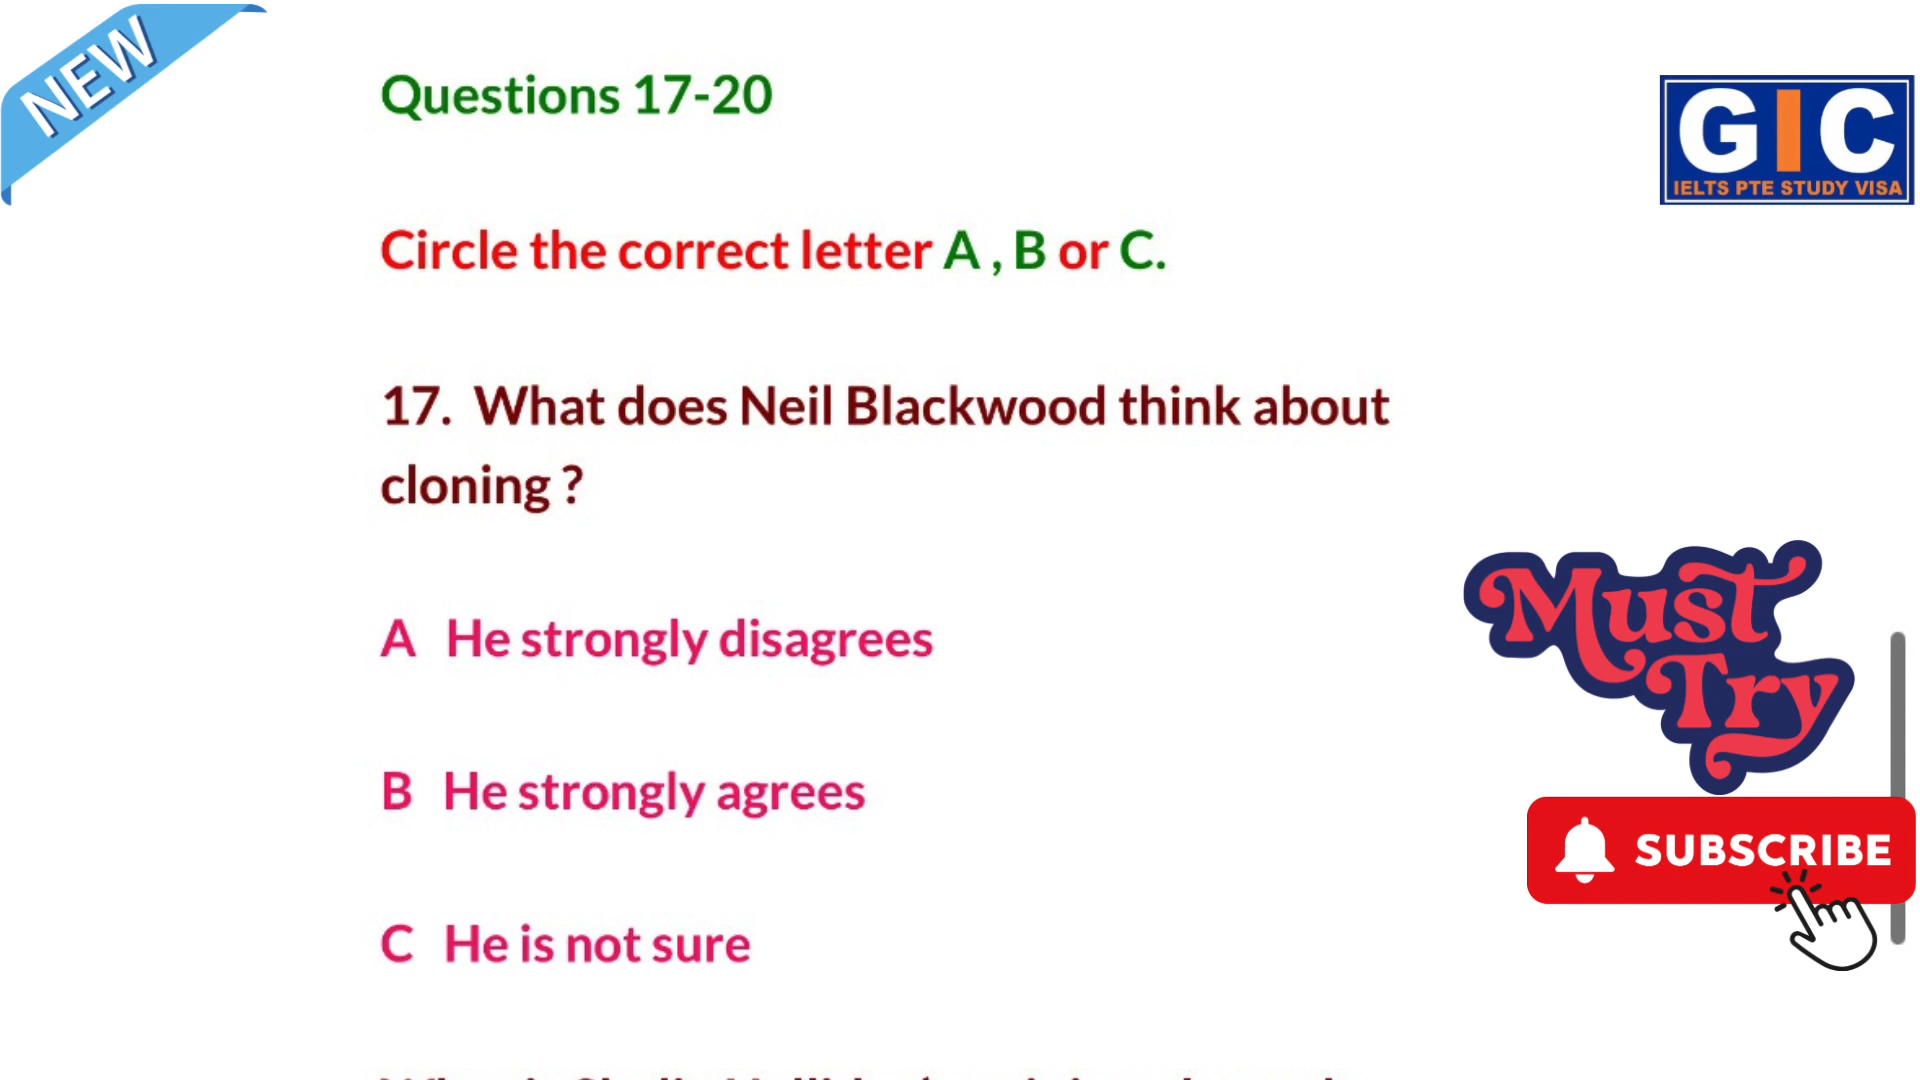 NEW
Questions 17-20
GIC
IELTS PTE STUDY VISA
Circle the correct letter A , B or C.
17. What does Neil Blackwood think about
cloning ?
A He strongly disagrees
Must
Try
B He strongly agrees
SUBSCRIBE
C He is not sure